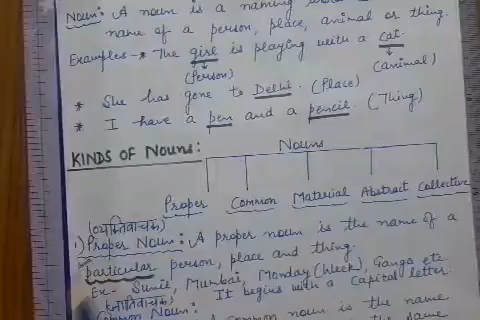 Noun: A noun is a naming
name of a person, place, animal or thing.
Examples - * The girl is playing with a cat.
(Person) (animal)
* She has gone to Delhi. (Place)
* I have a pen and a pencil. (Thing)
KINDS OF NOUNS:
Nouns
Proper Common Material Abstract Collective
(व्यक्तिवाचक)
1) Proper Noun: A proper noun is the name of a
particular person, place and thing.
Ex - Sunil, Mumbai, Monday (Week), Ganga etc.
It begins with a capital letter.
Common Noun: A common noun is the name
the same